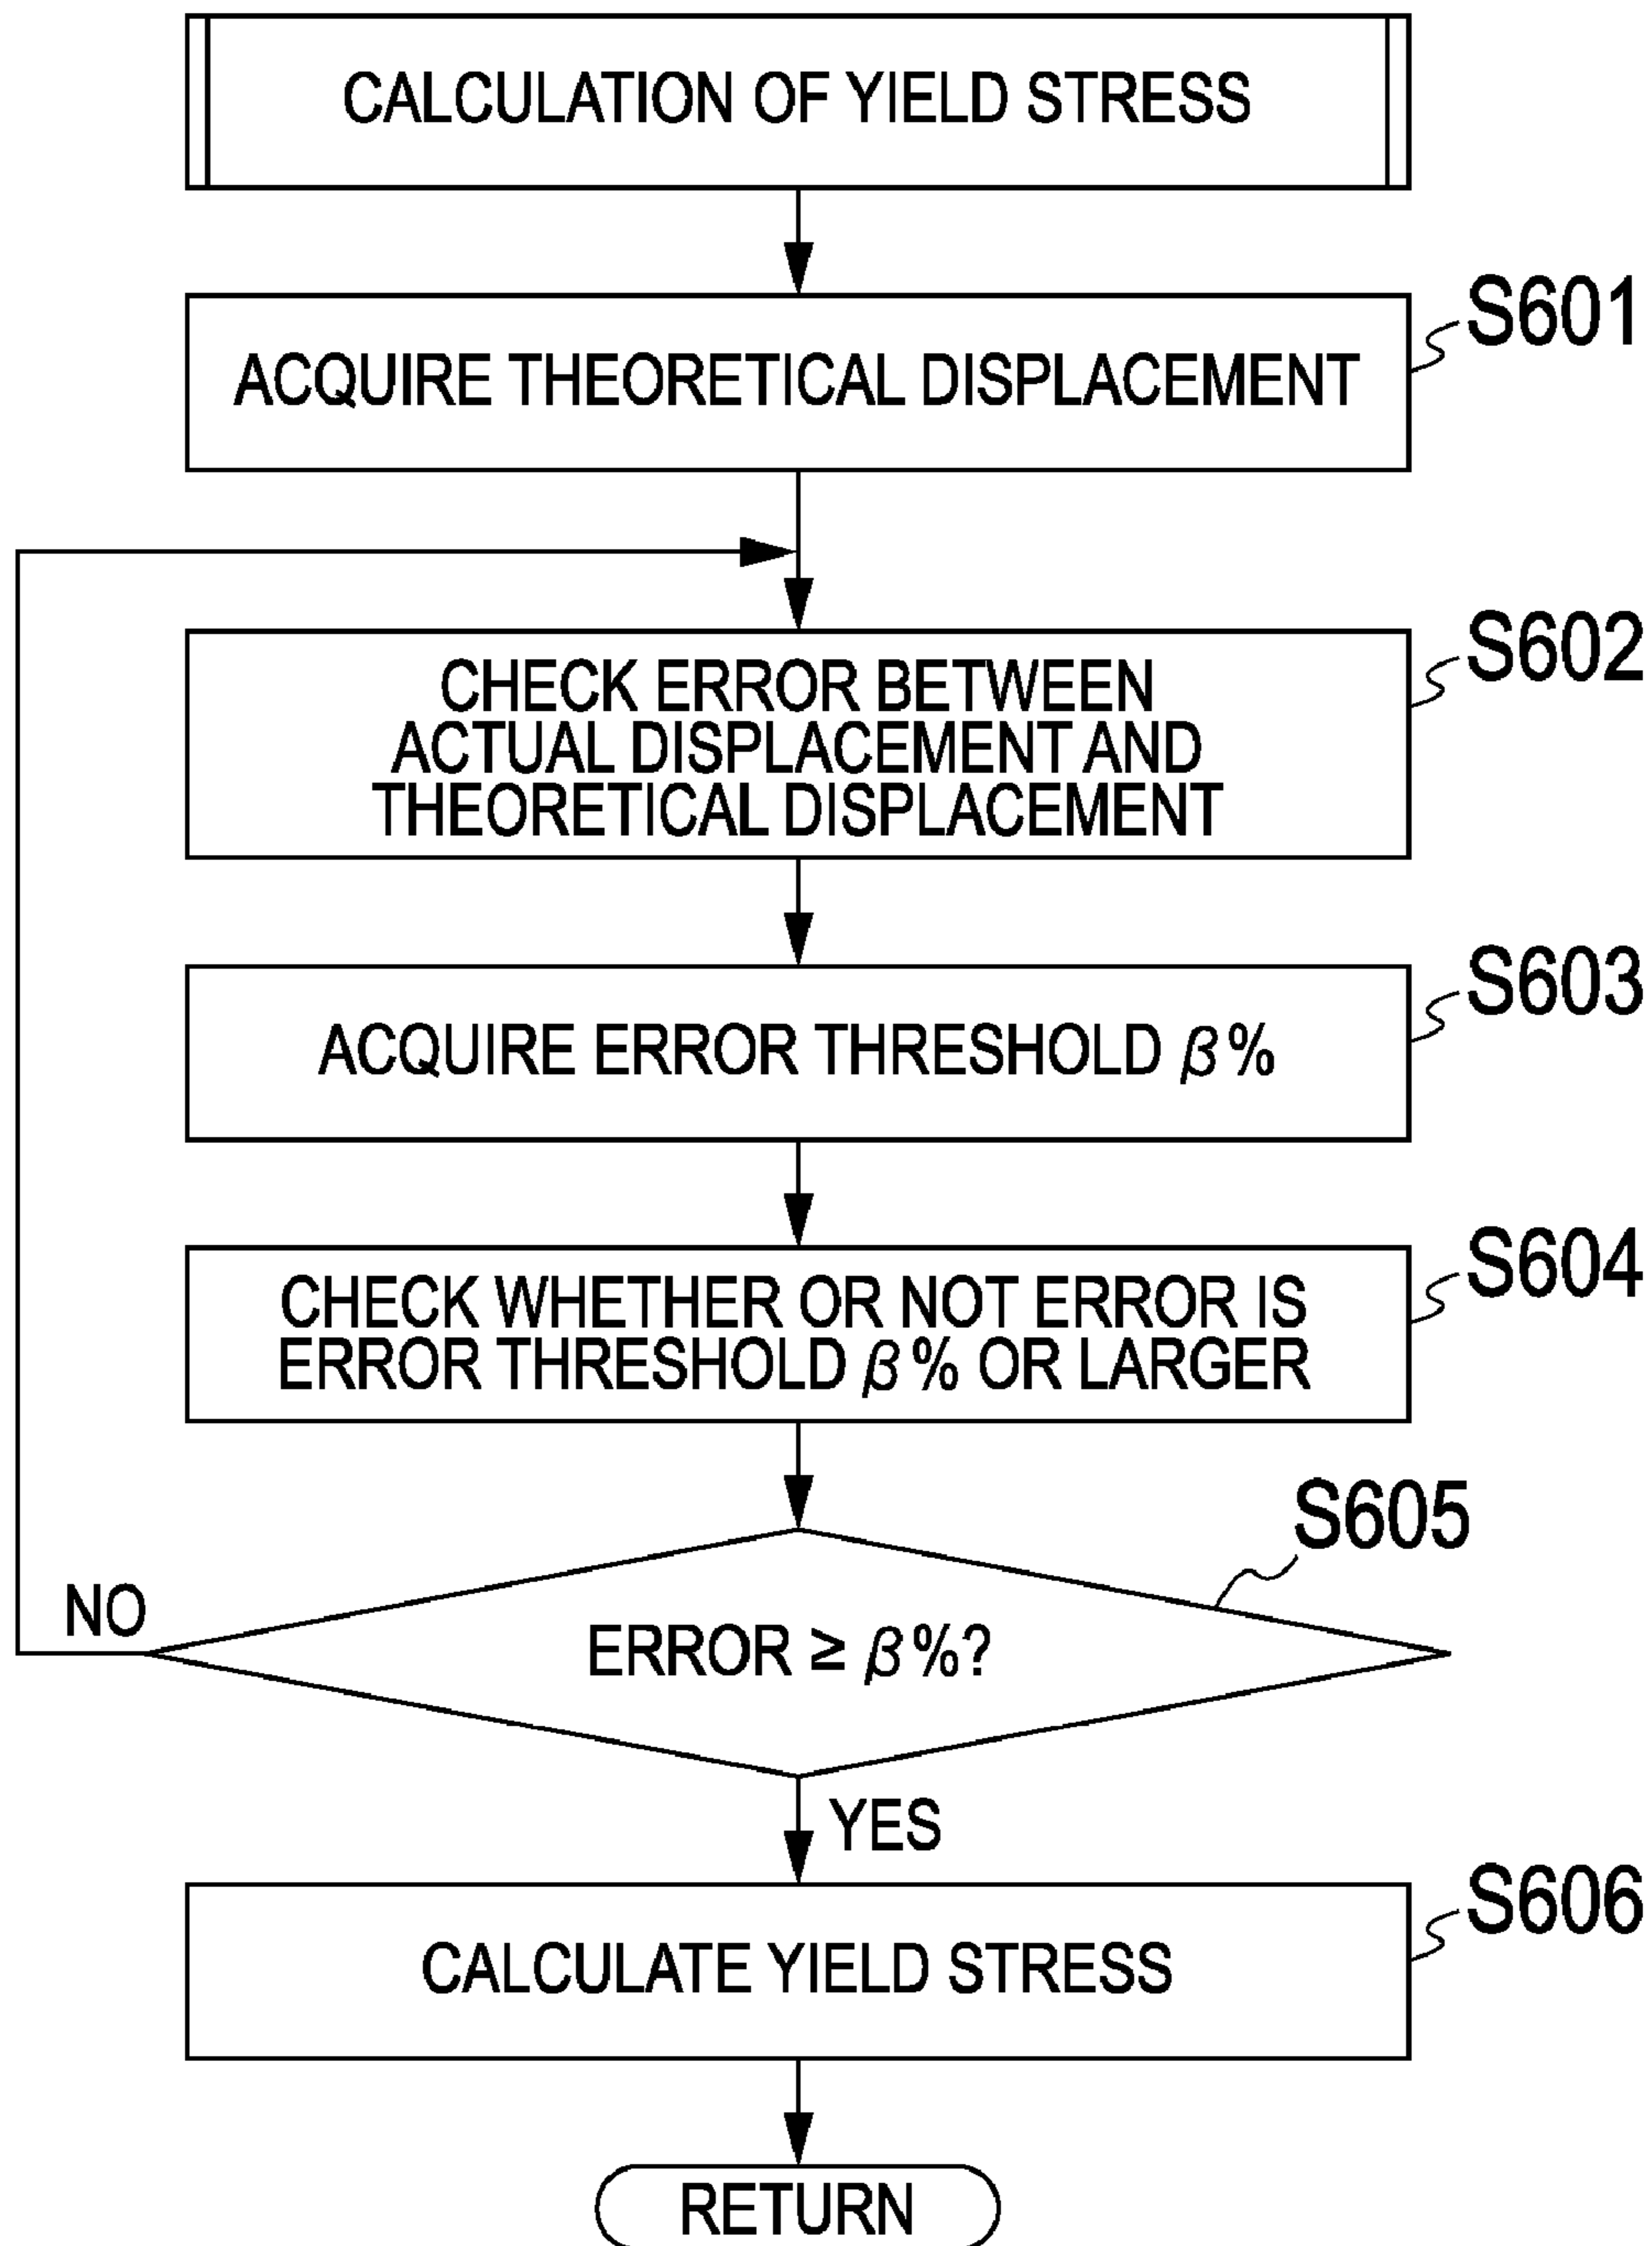 CALCULATION OF YIELD STRESS
S601
ACQUIRE THEORETICAL DISPLACEMENT
S602
CHECK ERROR BETWEEN
ACTUAL DISPLACEMENT AND
THEORETICAL DISPLACEMENT
S603
ACQUIRE ERROR THRESHOLD β%
S604
CHECK WHETHER OR NOT ERROR IS
ERROR THRESHOLD β% OR LARGER
S605
NO
ERROR ≥ β%?
YES
S606
CALCULATE YIELD STRESS
RETURN